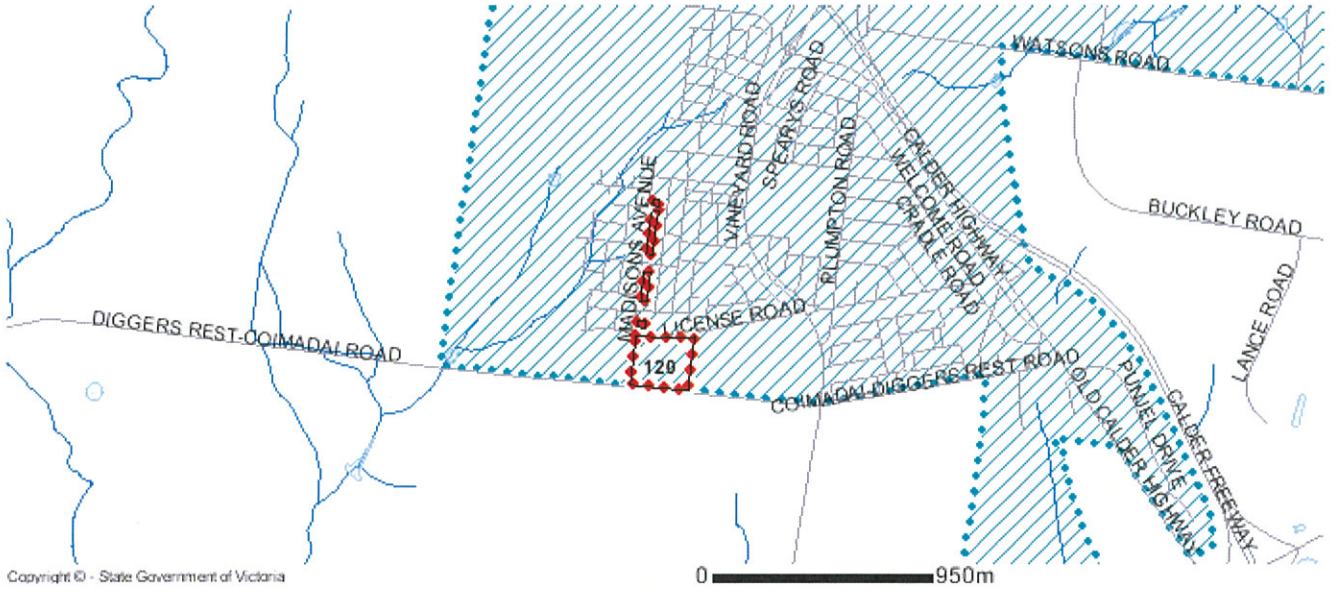 WATSONS ROAD
CALDER HIGHWAY
WELCOME ROAD
CRADLE ROAD
SPEARYS ROAD
VINEYARD ROAD
PLUMPTON ROAD
MADISONS AVENUE
BUCKLEY ROAD
LANCE ROAD
LICENSE ROAD
DIGGERS REST-COIMADAI ROAD
120
COIMADAI-DIGGERS REST ROAD
OLD CALDER HIGHWAY
PUNJEL DRIVE
CALDER FREEWAY
Copyright © - State Government of Victoria
0 950m